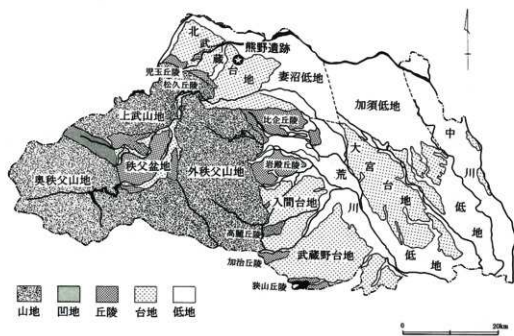 北武蔵台地
熊野遺跡
児玉丘陵
松久丘陵
妻沼低地
加須低地
中川低地
上武山地
比企丘陵
秩父盆地
外秩父山地
岩殿丘陵
大宮台地
荒川低地
奥秩父山地
入間台地
高麗丘陵
武蔵野台地
加治丘陵
狭山丘陵
山地 凹地 丘陵 台地 低地
0 20km